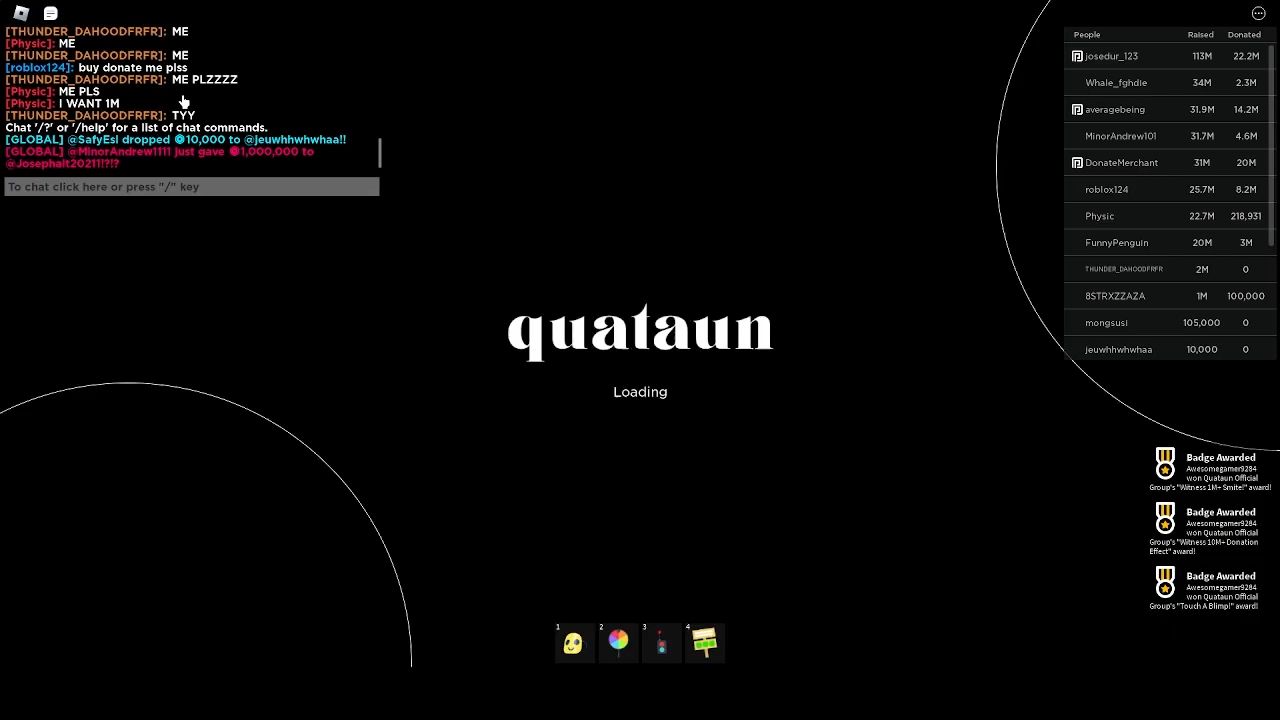 [THUNDER_DAHOODFRFR]: ME
[Physic]: ME
[THUNDER_DAHOODFRFR]: ME
[roblox124]: buy donate me plss
[THUNDER_DAHOODFRFR]: ME PLZZZZ
[Physic]: ME PLS
[Physic]: I WANT 1M
[THUNDER_DAHOODFRFR]: TYY
Chat '/?' or '/help' for a list of chat commands.
[GLOBAL] @SafyEsl dropped 10,000 to @jeuwhhwhwhaa!!
[GLOBAL] @MinorAndrew1111 just gave 1,000,000 to
@Josephalt20211!?!?
To chat click here or press "/" key
People Raised Donated
josedur_123 113M 22.2M
Whale_fghdie 34M 2.3M
averagebeing 31.9M 14.2M
MinorAndrew101 31.7M 4.6M
DonateMerchant 31M 20M
roblox124 25.7M 8.2M
Physic 22.7M 218,931
FunnyPenguin 20M 3M
THUNDER_DAHOODFRFR 2M 0
8STRXZZAZA 1M 100,000
mongsusi 105,000 0
jeuwhhwhwhaa 10,000 0
quataun
Loading
Badge Awarded
Awesomegamer9284
won Quataun Official
Group's "Witness 1M+ Smite!" award!
Badge Awarded
Awesomegamer9284
won Quataun Official
Group's "Witness 10M+ Donation
Effect" award!
Badge Awarded
Awesomegamer9284
won Quataun Official
Group's "Touch A Blimp!" award!
1 2 3 4